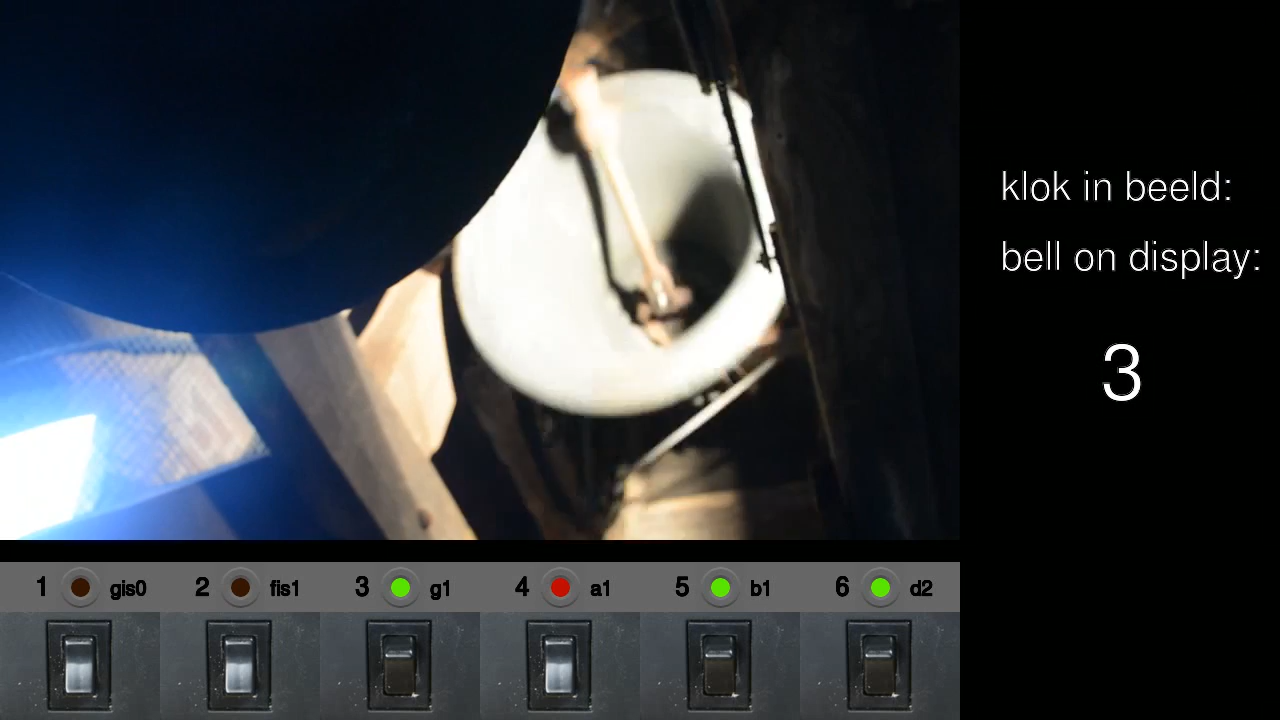 klok in beeld:
bell on display:
3
1 gis0 2 fis1 3 g1 4 a1 5 b1 6 d2